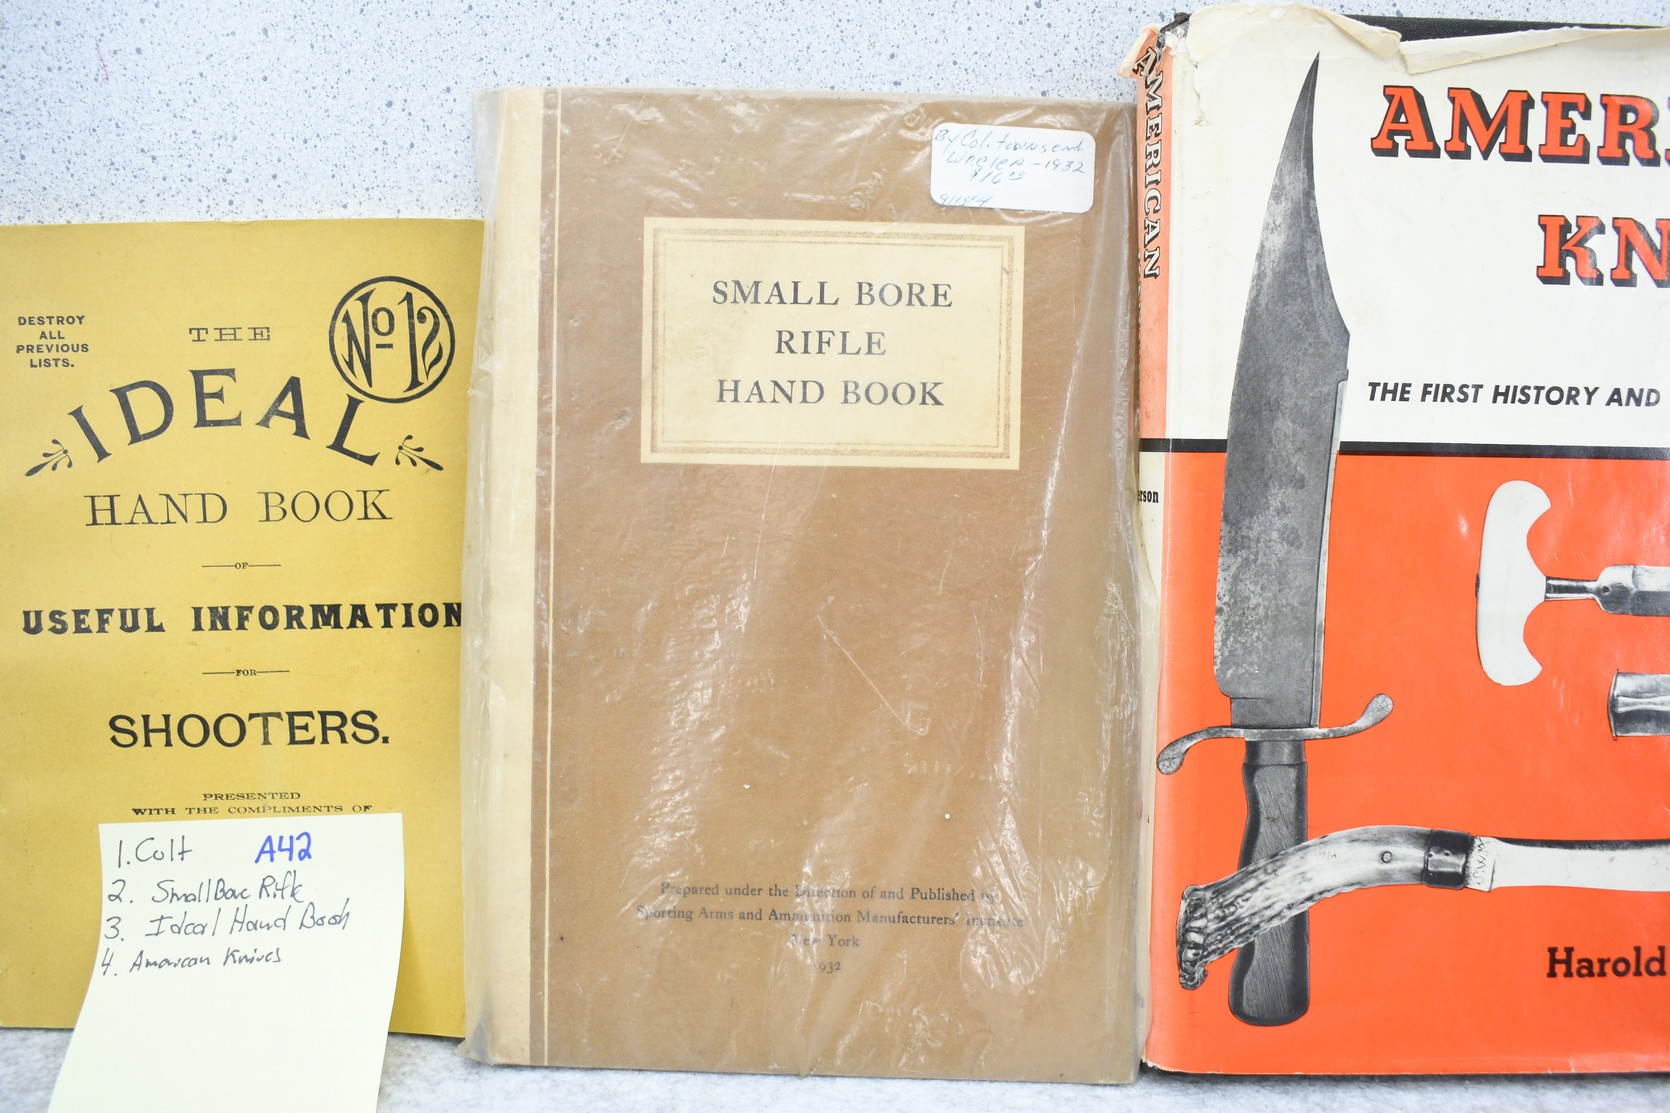 DESTROY
ALL
PREVIOUS
LISTS.
THE
No 12
IDEAL
HAND BOOK
OF
USEFUL INFORMATION
FOR
SHOOTERS.
PRESENTED
WITH THE COMPLIMENTS OF
1. Colt A42
2. Small Bore Rifle
3. Ideal Hand Book
4. American Knives
By Col. Townsend
Whelen - 1932
SMALL BORE
RIFLE
HAND BOOK
Prepared under the Direction of and Published by
Sporting Arms and Ammunition Manufacturers' Institute
New York
1932
AMERICAN
erson
AMER
KN
THE FIRST HISTORY AND
Harold